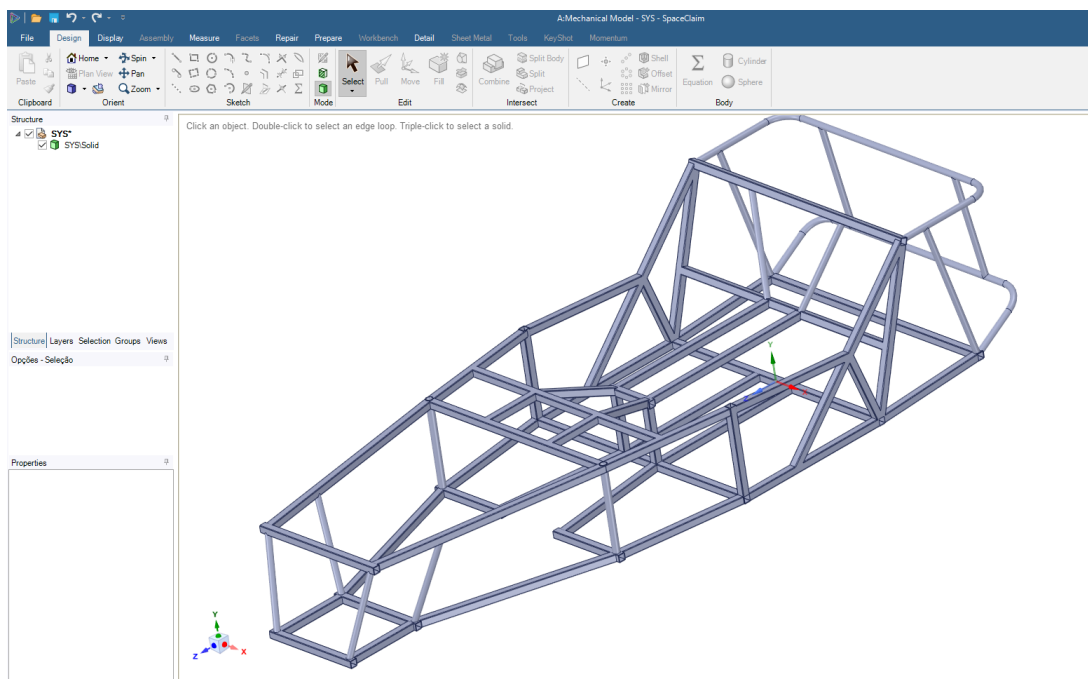 A:Mechanical Model - SYS - SpaceClaim
File Design Display Assembly Measure Facets Repair Prepare Workbench Detail Sheet Metal Tools KeyShot Momentum
Paste Home Spin Select Pull Move Fill Combine Split Body Shell Equation Cylinder
Plan View Pan Split Offset Sphere
Zoom Project Mirror
Clipboard Orient Sketch Mode Edit Intersect Create Body
Structure
SYS*
SYS\Solid
Click an object. Double-click to select an edge loop. Triple-click to select a solid.
Structure Layers Selection Groups Views
Opções - Seleção
Properties
Y
Z X
Y
Z X